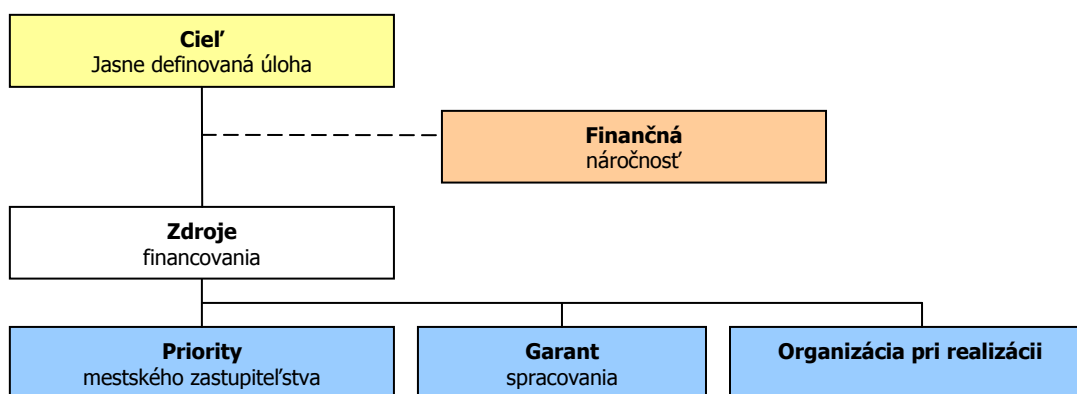 Cieľ
Jasne definovaná úloha
Finančná
náročnosť
Zdroje
financovania
Priority
mestského zastupiteľstva
Garant
spracovania
Organizácia pri realizácii